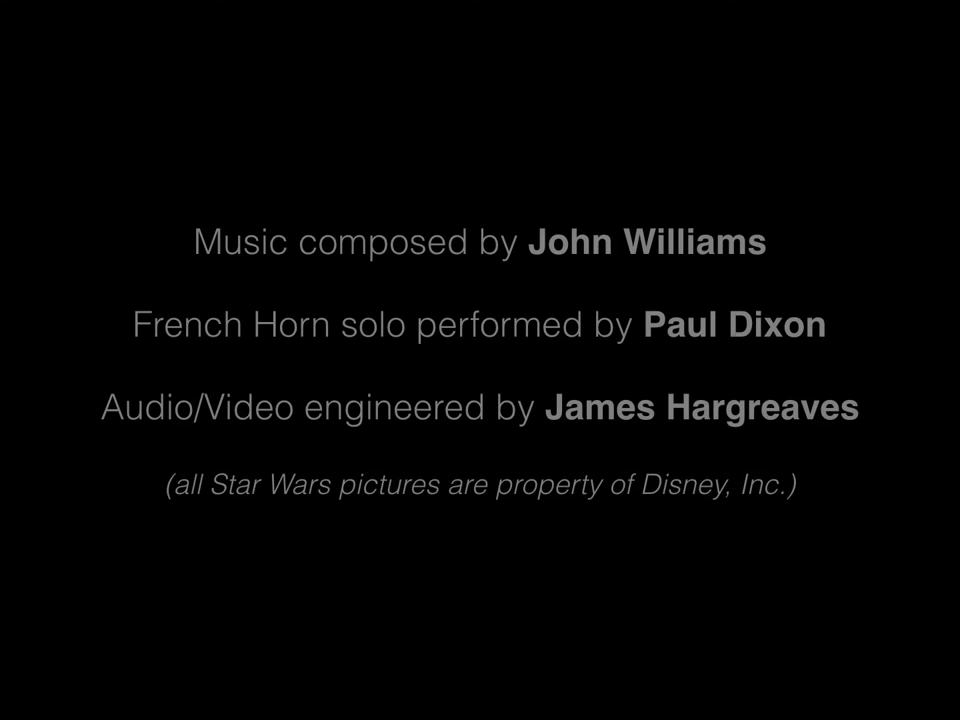 Music composed by John Williams
French Horn solo performed by Paul Dixon
Audio/Video engineered by James Hargreaves
(all Star Wars pictures are property of Disney, Inc.)